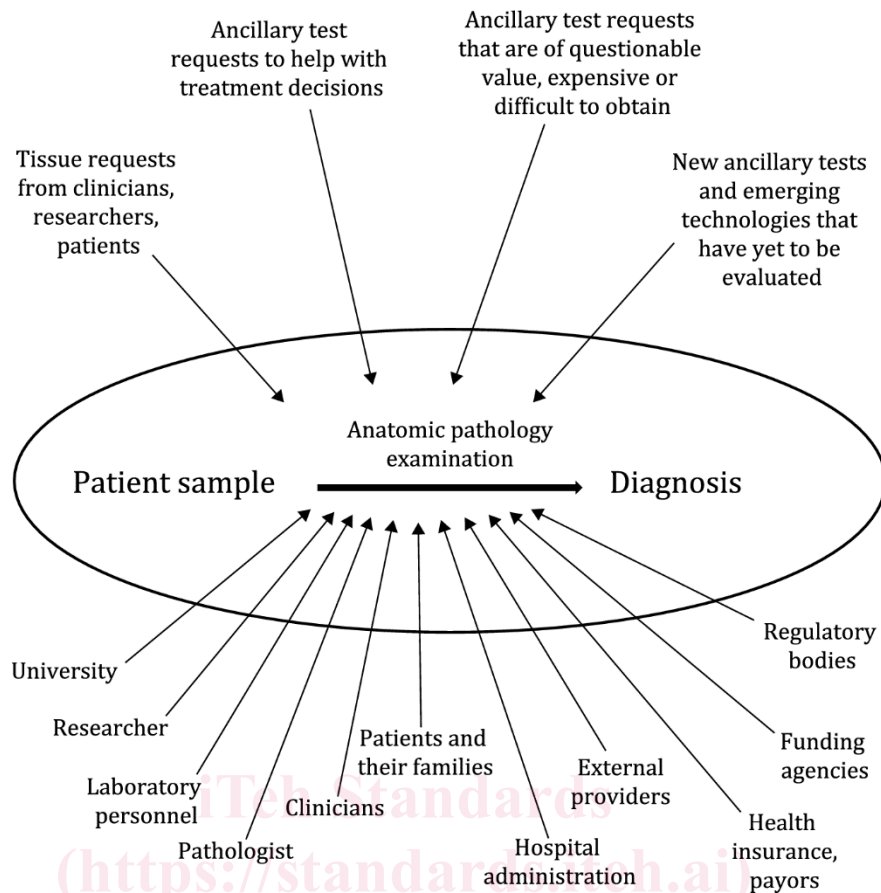 Ancillary test
requests to help with
treatment decisions
Ancillary test requests
that are of questionable
value, expensive or
difficult to obtain
Tissue requests
from clinicians,
researchers,
patients
New ancillary tests
and emerging
technologies that
have yet to be
evaluated
Anatomic pathology
examination
Patient sample
Diagnosis
University
Researcher
Laboratory
personnel
Pathologist
Clinicians
Patients and
their families
Hospital
administration
External
providers
Health
insurance,
payors
Funding
agencies
Regulatory
bodies
iTeh Standards
(https://standards.iteh.ai)